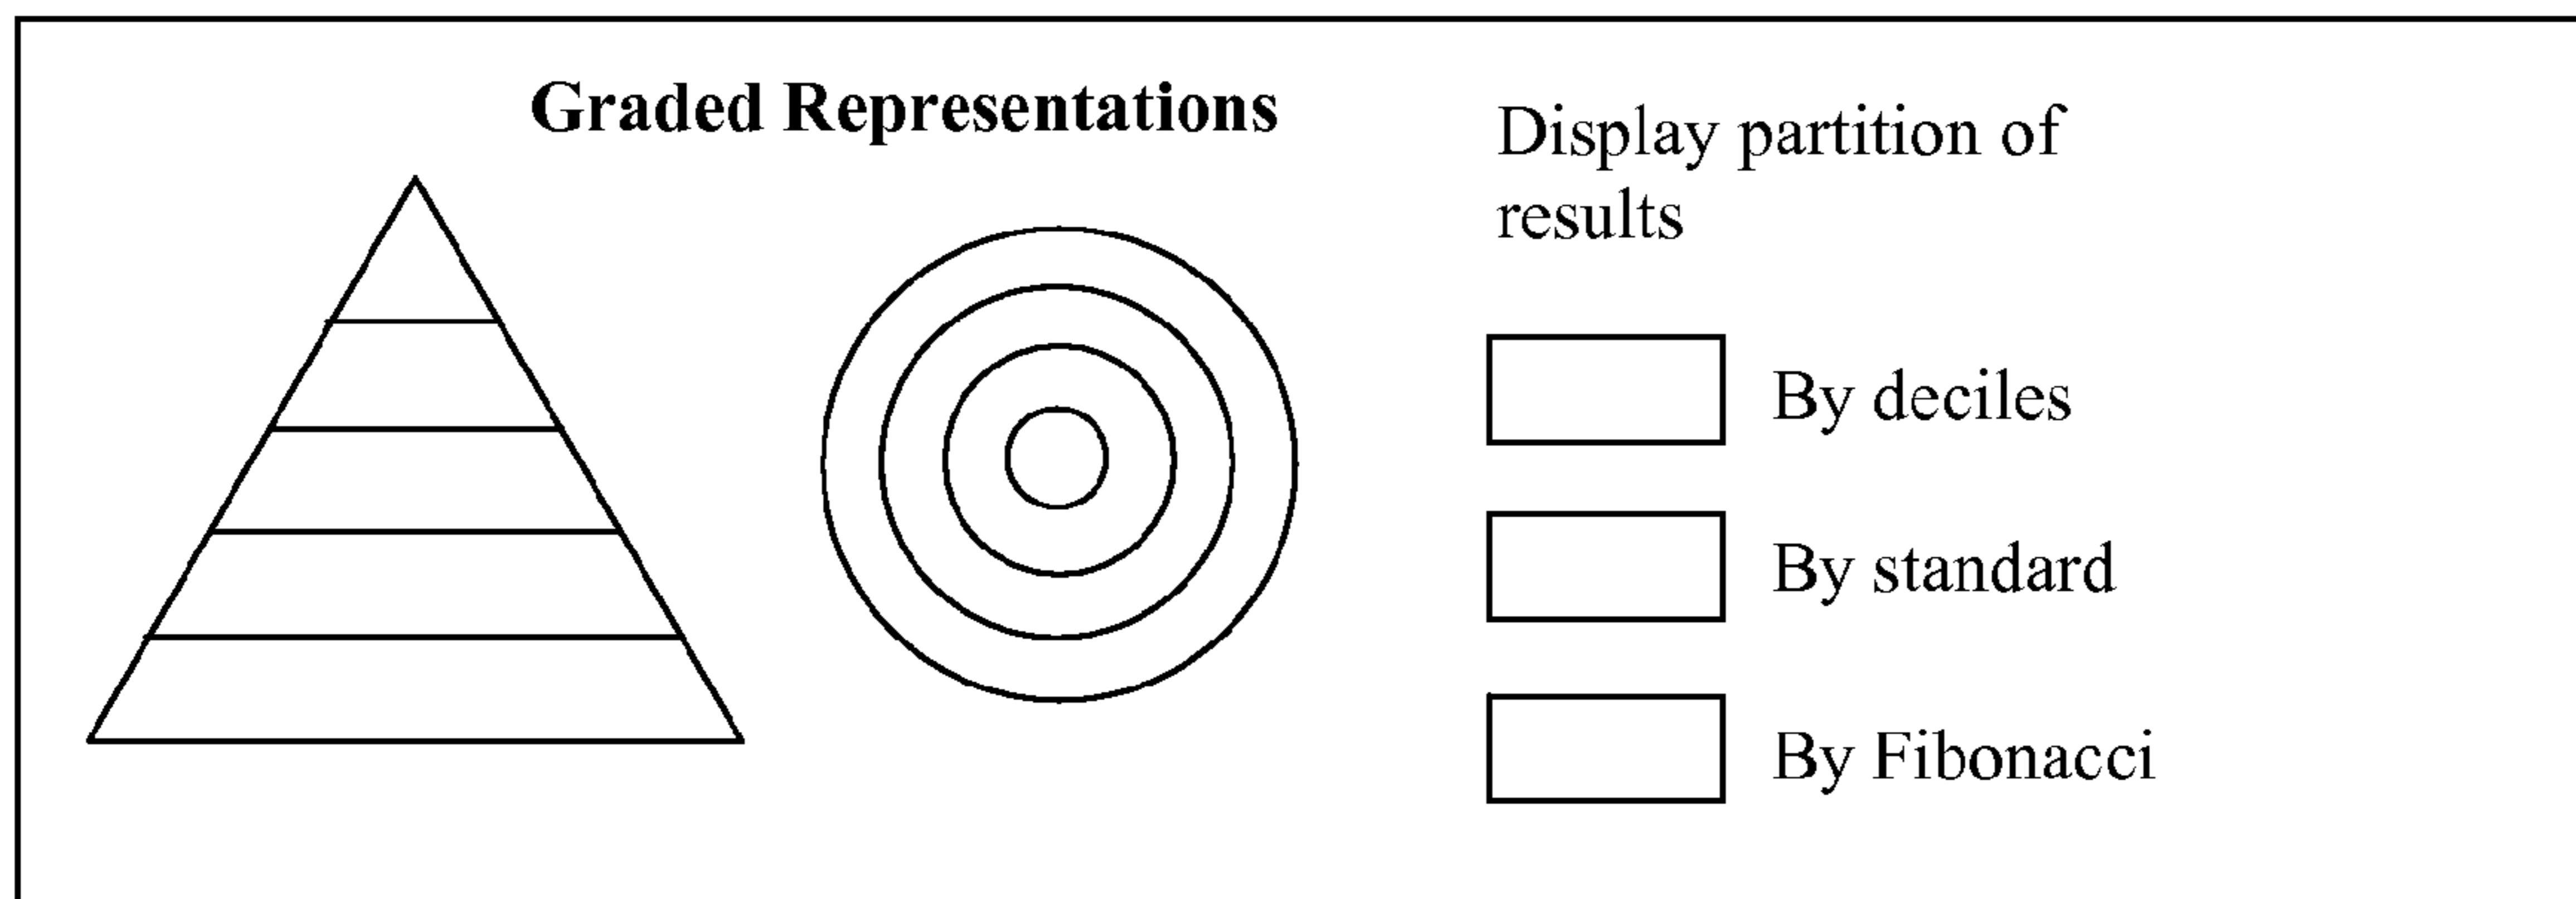 Graded Representations
Display partition of
results
By deciles
By standard
By Fibonacci